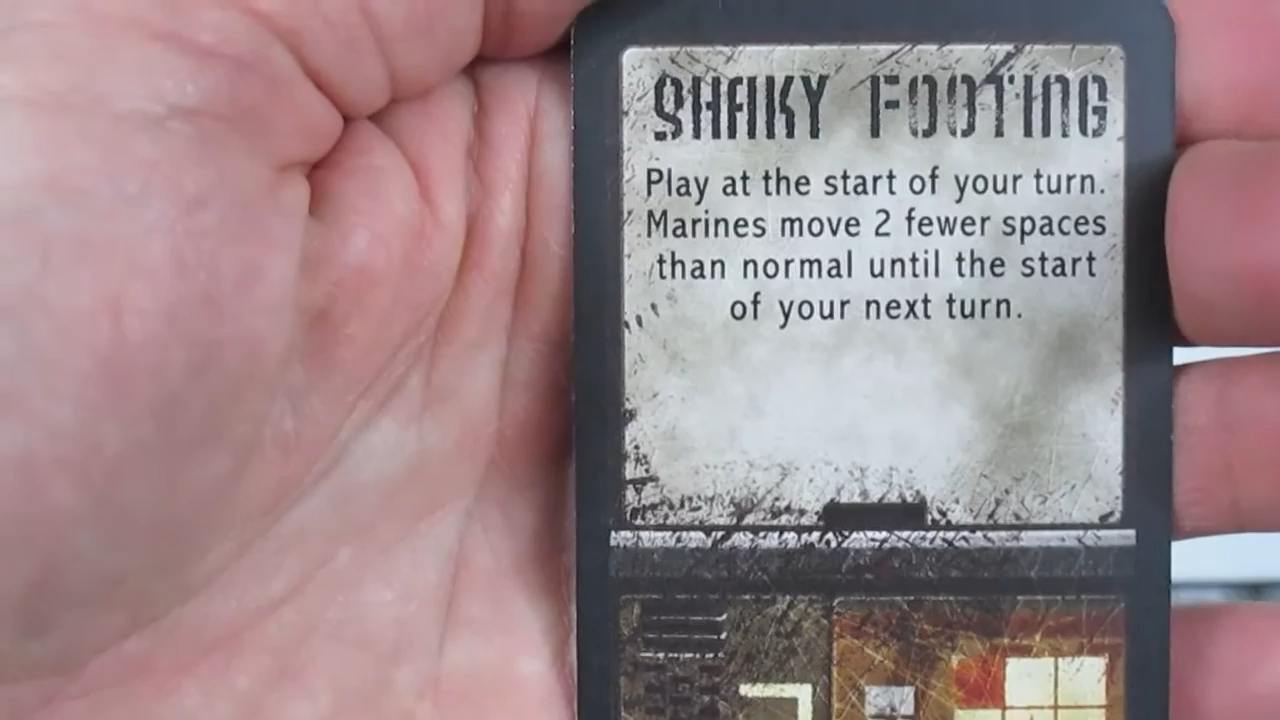 SHAKY FOOTING
Play at the start of your turn.
Marines move 2 fewer spaces
than normal until the start
of your next turn.